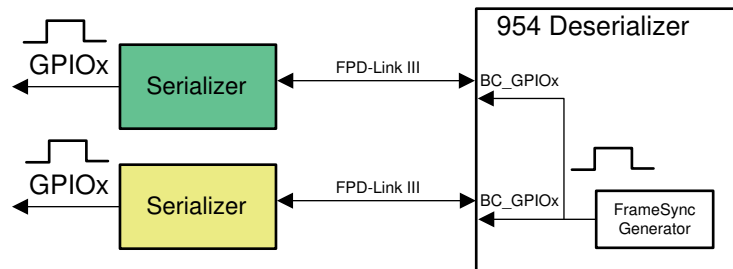 954 Deserializer
GPIOx
Serializer
FPD-Link III
BC_GPIOx
GPIOx
Serializer
FPD-Link III
BC_GPIOx
FrameSync
Generator